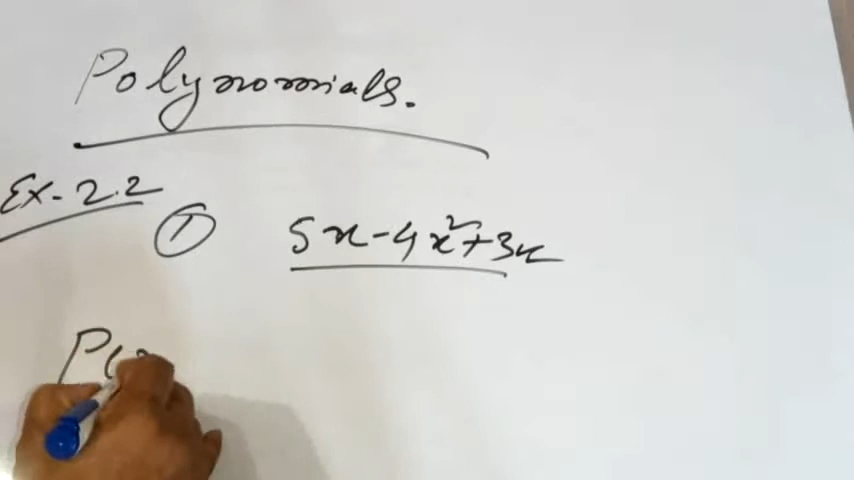 Polynomials.
Ex-2.2
① 5x-4x²+3x
P(